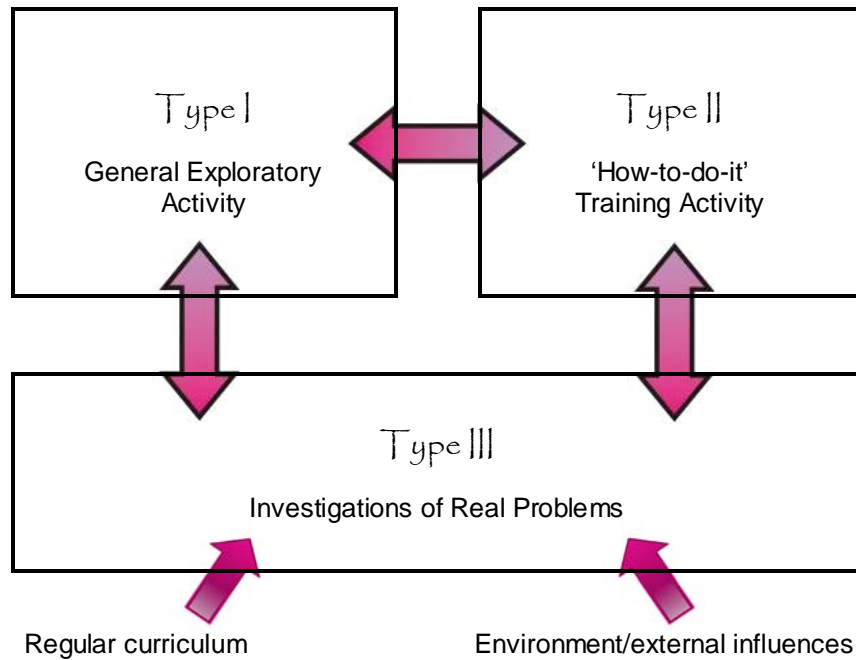 Type I
General Exploratory
Activity
Type II
‘How-to-do-it’
Training Activity
Type III
Investigations of Real Problems
Regular curriculum
Environment/external influences